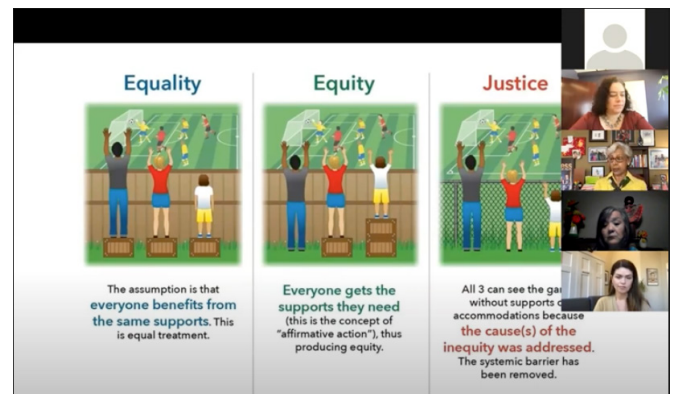 Equality
The assumption is that
everyone benefits from
the same supports. This
is equal treatment.
Equity
Everyone gets the
supports they need
(this is the concept of
"affirmative action"), thus
producing equity.
Justice
All 3 can see the
without supports
accommodations because
the cause(s) of the
inequity was addressed.
The systemic barrier has
been removed.